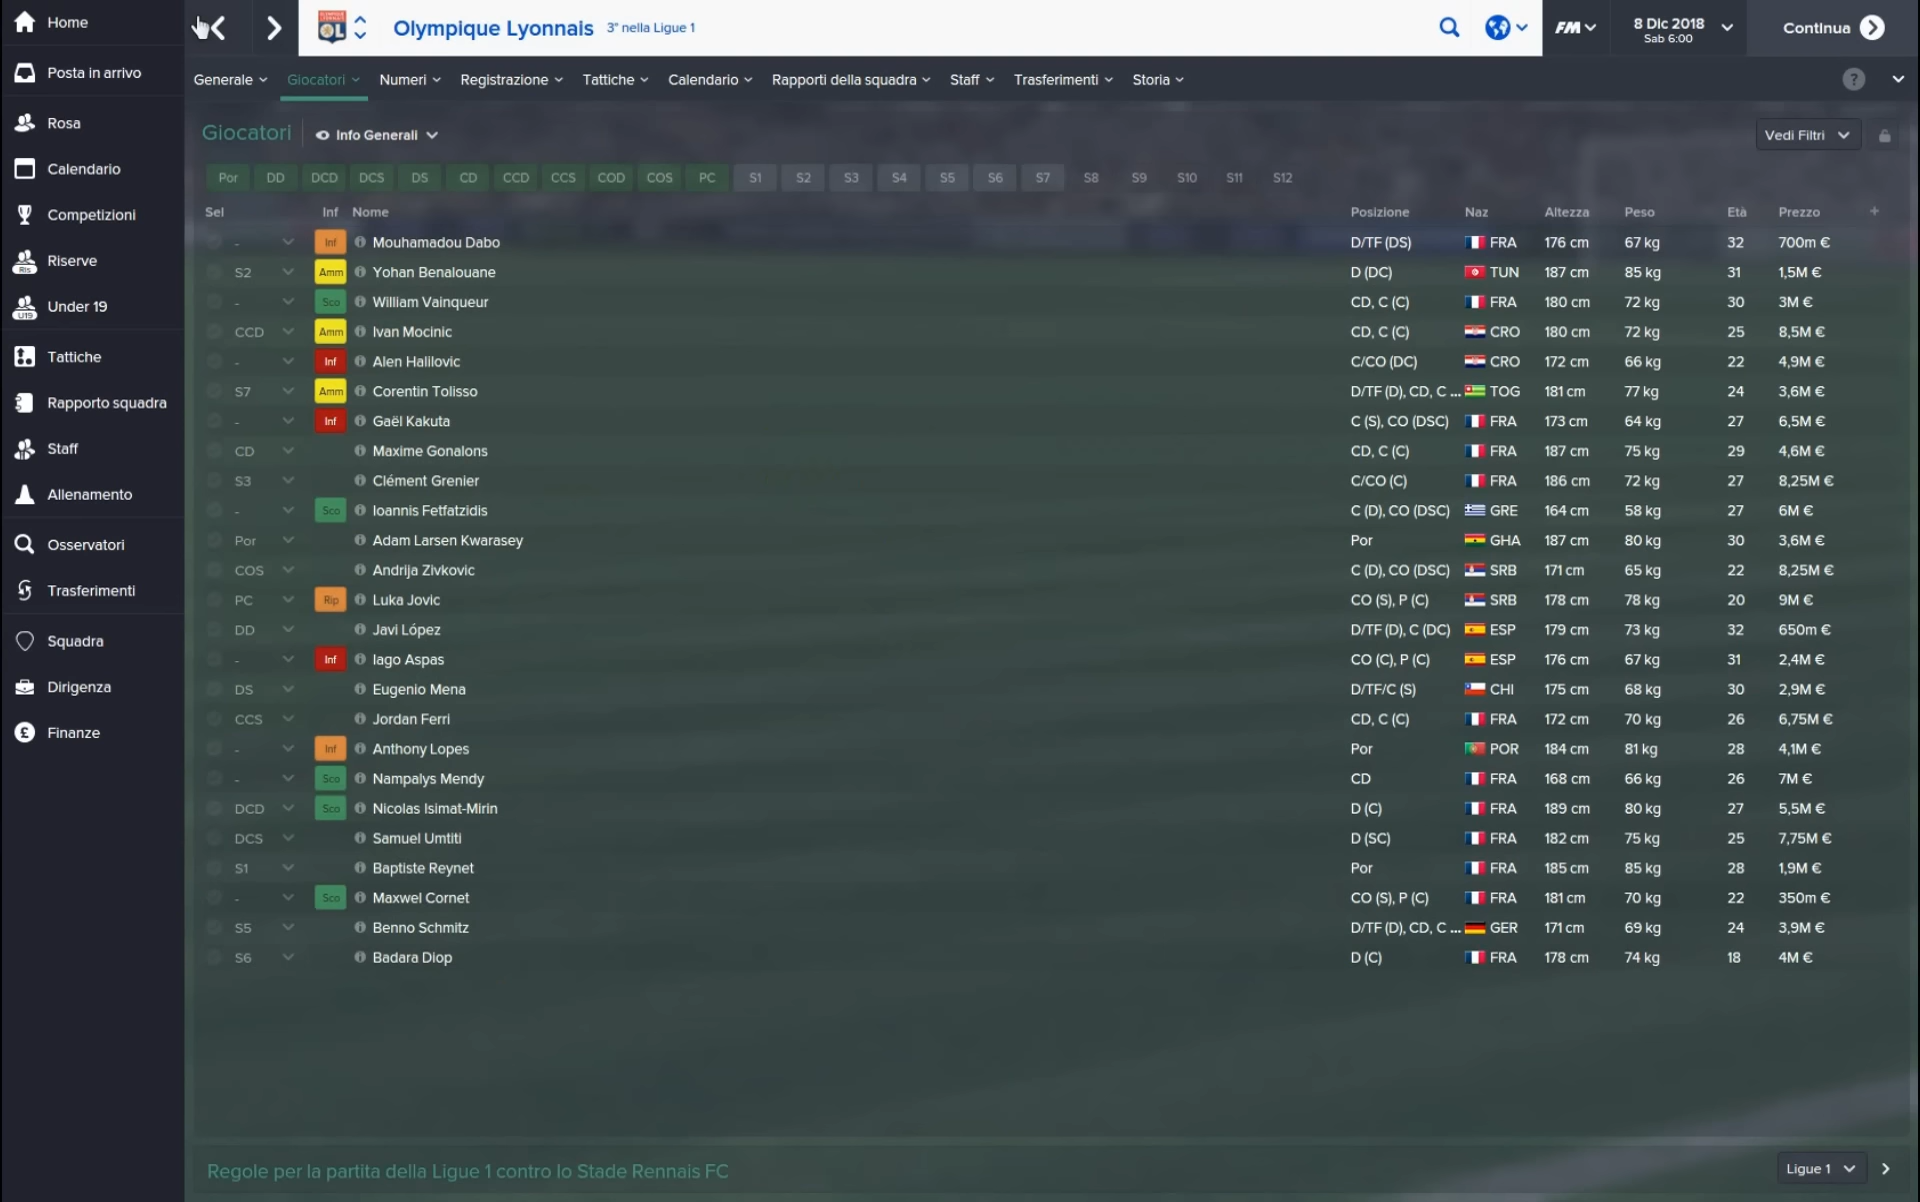 Home
Posta in arrivo
Rosa
Calendario
Competizioni
Ris
Riserve
U19
Under 19
Tattiche
Rapporto squadra
Staff
Allenamento
Osservatori
Trasferimenti
Squadra
Dirigenza
Finanze
OL Olympique Lyonnais 3° nella Ligue 1
FM 8 Dic 2018 Continua
Sab 6:00
Generale Giocatori Numeri Registrazione Tattiche Calendario Rapporti della squadra Staff Trasferimenti Storia ?
Giocatori Info Generali Vedi Filtri
Por DD DCD DCS DS CD CCD CCS COD COS PC S1 S2 S3 S4 S5 S6 S7 S8 S9 S10 S11 S12
Sel Inf Nome Posizione Naz Altezza Peso Età Prezzo +
- Inf Mouhamadou Dabo D/TF (DS) FRA 176 cm 67 kg 32 700m €
S2 Amm Yohan Benalouane D (DC) TUN 187 cm 85 kg 31 1,5M €
- Sco William Vainqueur CD, C (C) FRA 180 cm 72 kg 30 3M €
CCD Amm Ivan Mocinic CD, C (C) CRO 180 cm 72 kg 25 8,5M €
- Inf Alen Halilovic C/CO (DC) CRO 172 cm 66 kg 22 4,9M €
S7 Amm Corentin Tolisso D/TF (D), CD, C ... TOG 181 cm 77 kg 24 3,6M €
- Inf Gaël Kakuta C (S), CO (DSC) FRA 173 cm 64 kg 27 6,5M €
CD Maxime Gonalons CD, C (C) FRA 187 cm 75 kg 29 4,6M €
S3 Clément Grenier C/CO (C) FRA 186 cm 72 kg 27 8,25M €
- Sco Ioannis Fetfatzidis C (D), CO (DSC) GRE 164 cm 58 kg 27 6M €
Por Adam Larsen Kwarasey Por GHA 187 cm 80 kg 30 3,6M €
COS Andrija Zivkovic C (D), CO (DSC) SRB 171 cm 65 kg 22 8,25M €
PC Rip Luka Jovic CO (S), P (C) SRB 178 cm 78 kg 20 9M €
DD Javi López D/TF (D), C (DC) ESP 179 cm 73 kg 32 650m €
- Inf Iago Aspas CO (C), P (C) ESP 176 cm 67 kg 31 2,4M €
DS Eugenio Mena D/TF/C (S) CHI 175 cm 68 kg 30 2,9M €
CCS Jordan Ferri CD, C (C) FRA 172 cm 70 kg 26 6,75M €
- Inf Anthony Lopes Por POR 184 cm 81 kg 28 4,1M €
- Sco Nampalys Mendy CD FRA 168 cm 66 kg 26 7M €
DCD Sco Nicolas Isimat-Mirin D (C) FRA 189 cm 80 kg 27 5,5M €
DCS Samuel Umtiti D (SC) FRA 182 cm 75 kg 25 7,75M €
S1 Baptiste Reynet Por FRA 185 cm 85 kg 28 1,9M €
- Sco Maxwel Cornet CO (S), P (C) FRA 181 cm 70 kg 22 350m €
S5 Benno Schmitz D/TF (D), CD, C ... GER 171 cm 69 kg 24 3,9M €
S6 Badara Diop D (C) FRA 178 cm 74 kg 18 4M €
Regole per la partita della Ligue 1 contro lo Stade Rennais FC Ligue 1